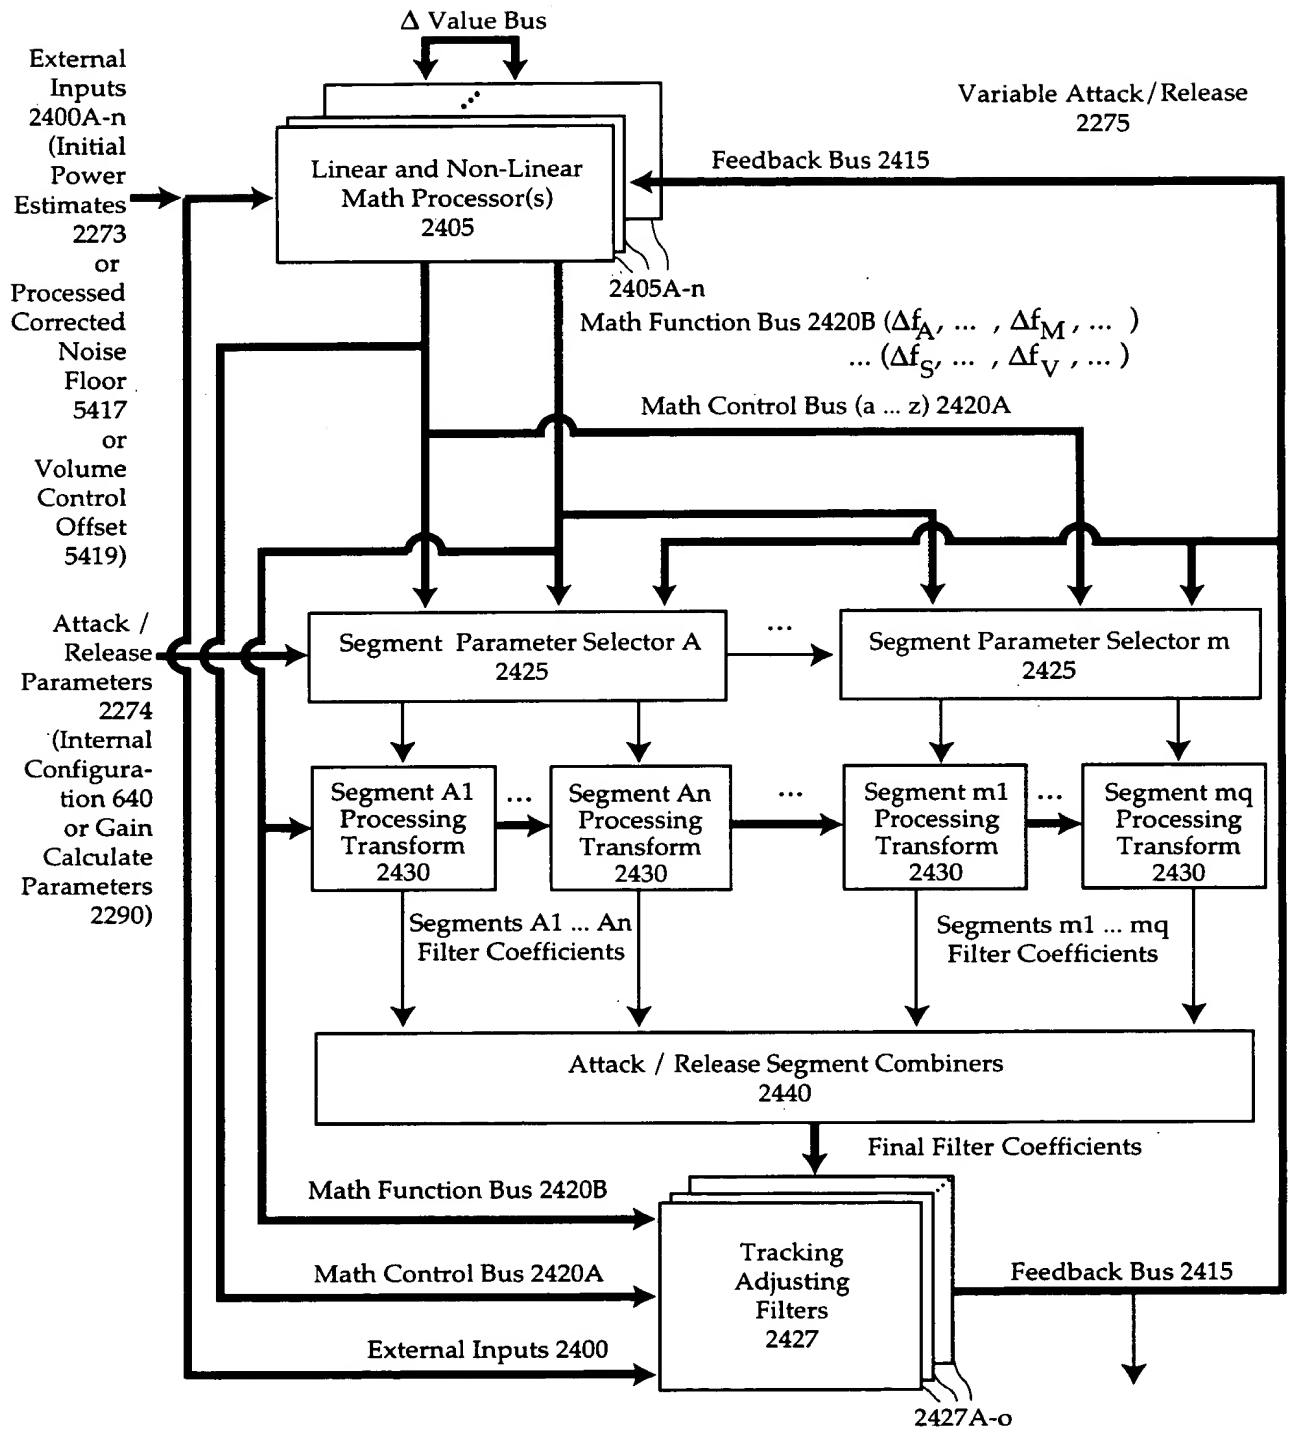 Δ Value Bus
External
Inputs
2400A-n
(Initial
Power
Estimates
2273
or
Processed
Corrected
Noise
Floor
5417
or
Volume
Control
Offset
5419)
Variable Attack/Release
2275
Linear and Non-Linear
Math Processor(s)
2405
Feedback Bus 2415
2405A-n
Math Function Bus 2420B (ΔfA, ... , ΔfM , ... )
... (ΔfS, ... , ΔfV , ... )
Math Control Bus (a ... z) 2420A
Attack /
Release
Parameters
2274
(Internal
Configura-
tion 640
or Gain
Calculate
Parameters
2290)
Segment Parameter Selector A
2425
...
Segment Parameter Selector m
2425
Segment A1
Processing
Transform
2430
...
Segment An
Processing
Transform
2430
...
Segment m1
Processing
Transform
2430
...
Segment mq
Processing
Transform
2430
Segments A1 ... An
Filter Coefficients
Segments m1 ... mq
Filter Coefficients
Attack / Release Segment Combiners
2440
Final Filter Coefficients
Math Function Bus 2420B
Math Control Bus 2420A
External Inputs 2400
Tracking
Adjusting
Filters
2427
Feedback Bus 2415
2427A-o